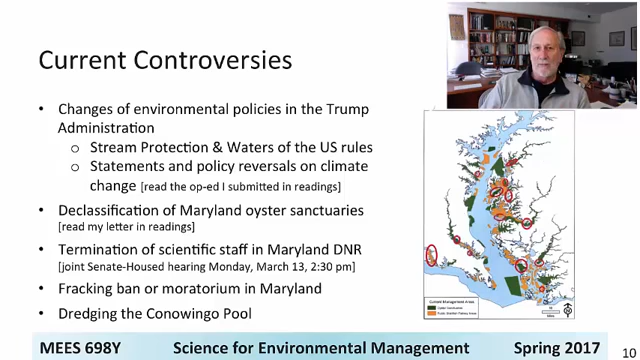 Current Controversies
• Changes of environmental policies in the Trump
Administration
o Stream Protection & Waters of the US rules
o Statements and policy reversals on climate
change [read the op-ed I submitted in readings]
• Declassification of Maryland oyster sanctuaries
[read my letter in readings]
• Termination of scientific staff in Maryland DNR
[joint Senate-Housed hearing Monday, March 13, 2:30 pm]
• Fracking ban or moratorium in Maryland
• Dredging the Conowingo Pool
Current Management Areas
MEES 698Y Science for Environmental Management Spring 2017
10